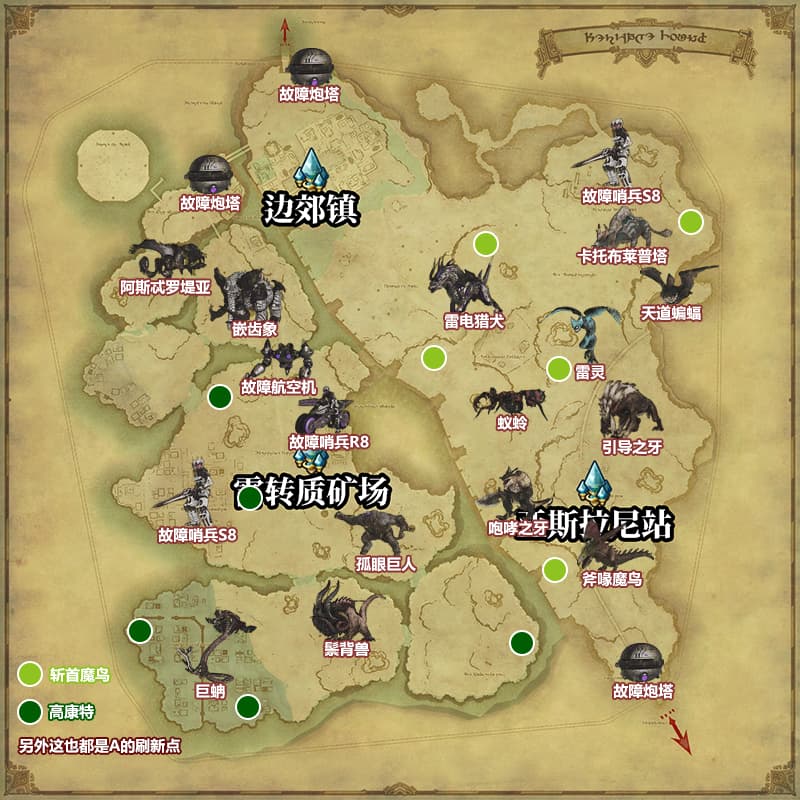 故障炮塔
故障炮塔
边郊镇
故障哨兵S8
卡托布莱普塔
阿斯忒罗堤亚
天道蝙蝠
雷电猎犬
嵌齿象
雷灵
故障航空机
蚁蛉
故障哨兵R8
引导之牙
雷转质矿场
咆哮之牙
斯拉尼站
故障哨兵S8
孤眼巨人
斧喙魔鸟
鬃背兽
巨蚺
故障炮塔
斩首魔鸟
高康特
另外这也都是A的刷新点